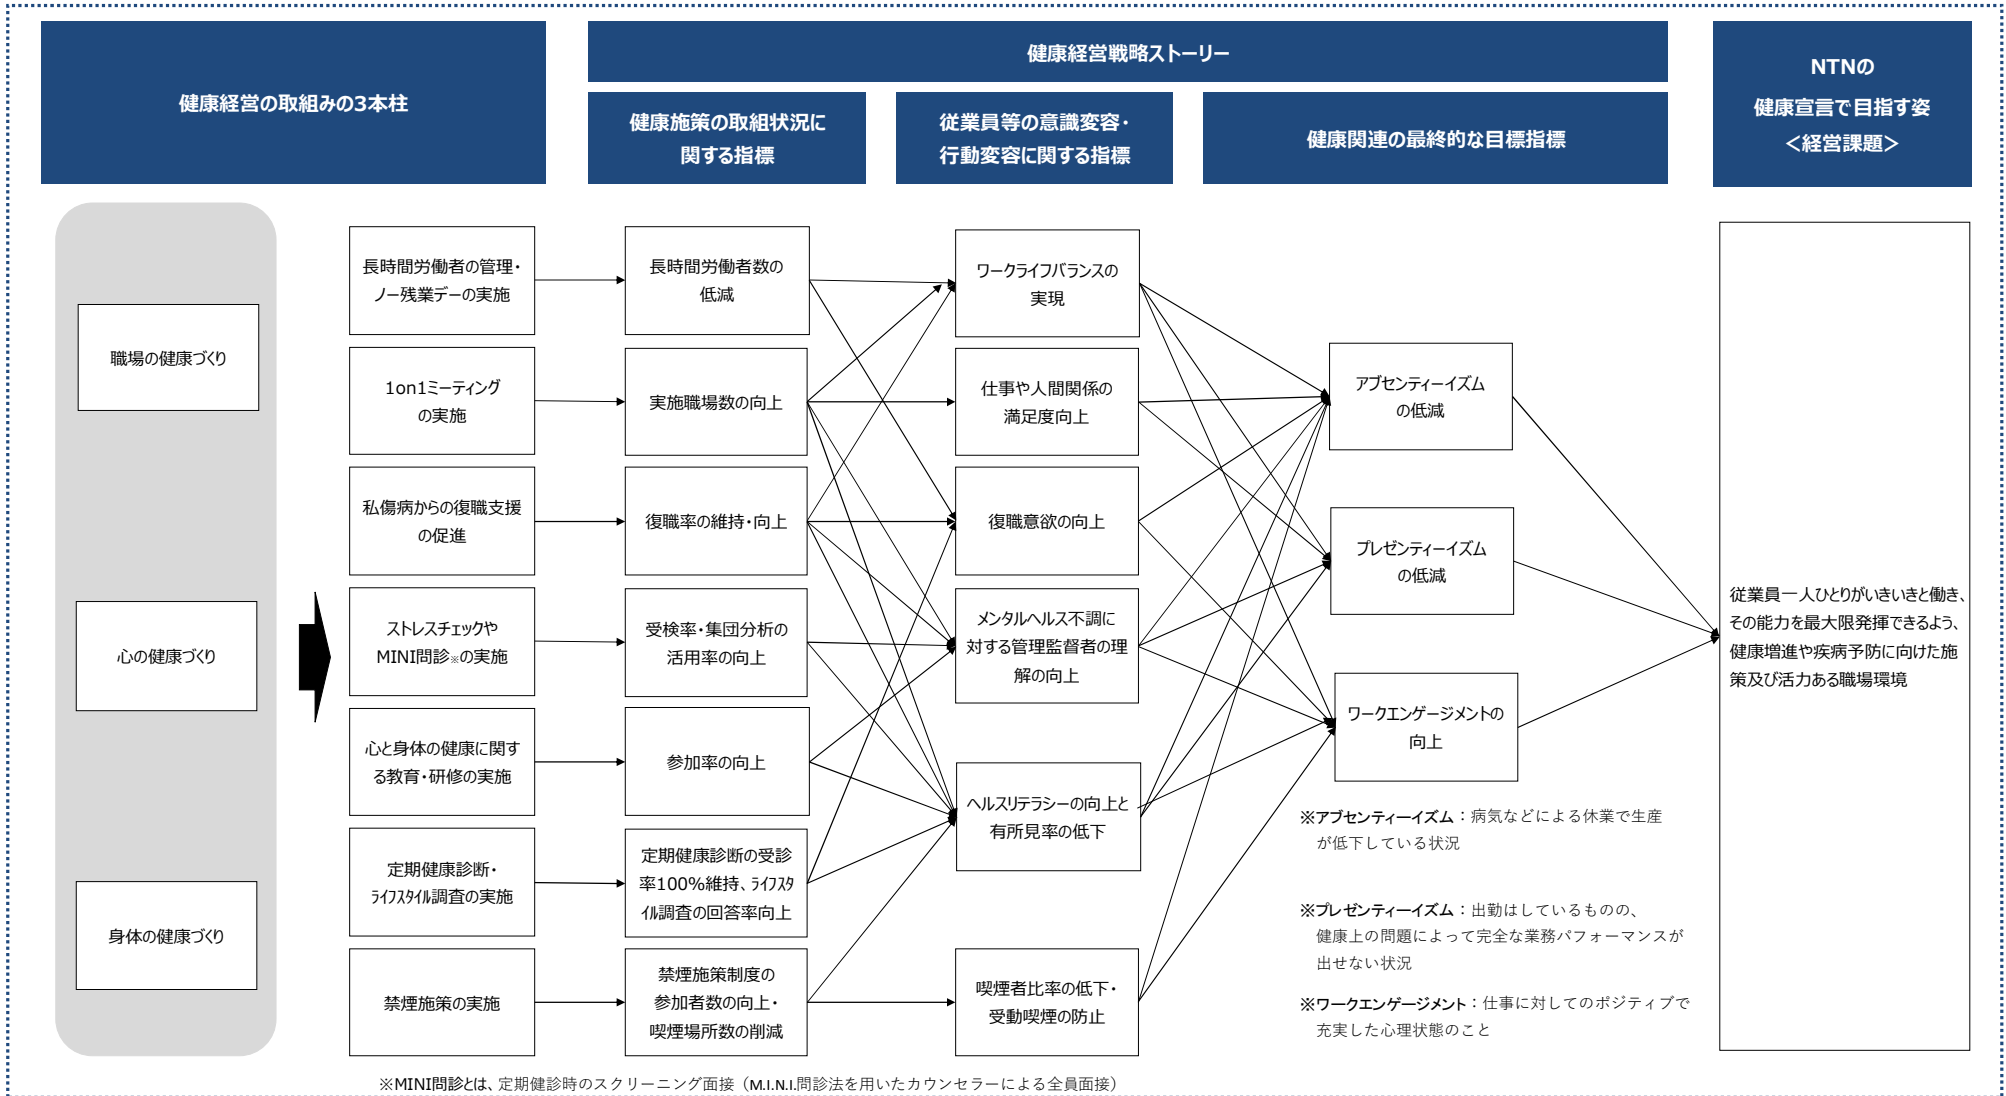 健康経営の取組みの3本柱
健康経営戦略ストーリー
健康施策の取組状況に
関する指標
従業員等の意識変容・
行動変容に関する指標
健康関連の最終的な目標指標
NTNの
健康宣言で目指す姿
＜経営課題＞
職場の健康づくり
心の健康づくり
身体の健康づくり
長時間労働者の管理・
ノー残業デーの実施
1on1ミーティング
の実施
私傷病からの復職支援
の促進
ストレスチェックや
MINI問診※の実施
心と身体の健康に関す
る教育・研修の実施
定期健康診断・
ライフスタイル調査の実施
禁煙施策の実施
長時間労働者数の
低減
実施職場数の向上
復職率の維持・向上
受検率・集団分析の
活用率の向上
参加率の向上
定期健康診断の受診
率100%維持、ライフスタ
イル調査の回答率向上
禁煙施策制度の
参加者数の向上・
喫煙場所数の削減
ワークライフバランスの
実現
仕事や人間関係の
満足度向上
復職意欲の向上
メンタルヘルス不調に
対する管理監督者の理
解の向上
ヘルスリテラシーの向上と
有所見率の低下
喫煙者比率の低下・
受動喫煙の防止
アブセンティーイズム
の低減
プレゼンティーイズム
の低減
ワークエンゲージメントの
向上
※アブセンティーイズム：病気などによる休業で生産
が低下している状況
※プレゼンティーイズム：出勤はしているものの、
健康上の問題によって完全な業務パフォーマンスが
出せない状況
※ワークエンゲージメント：仕事に対してのポジティブで
充実した心理状態のこと
従業員一人ひとりがいきいきと働き、
その能力を最大限発揮できるよう、
健康増進や疾病予防に向けた施
策及び活力ある職場環境
※MINI問診とは、定期健診時のスクリーニング面接（M.I.N.I.問診法を用いたカウンセラーによる全員面接）